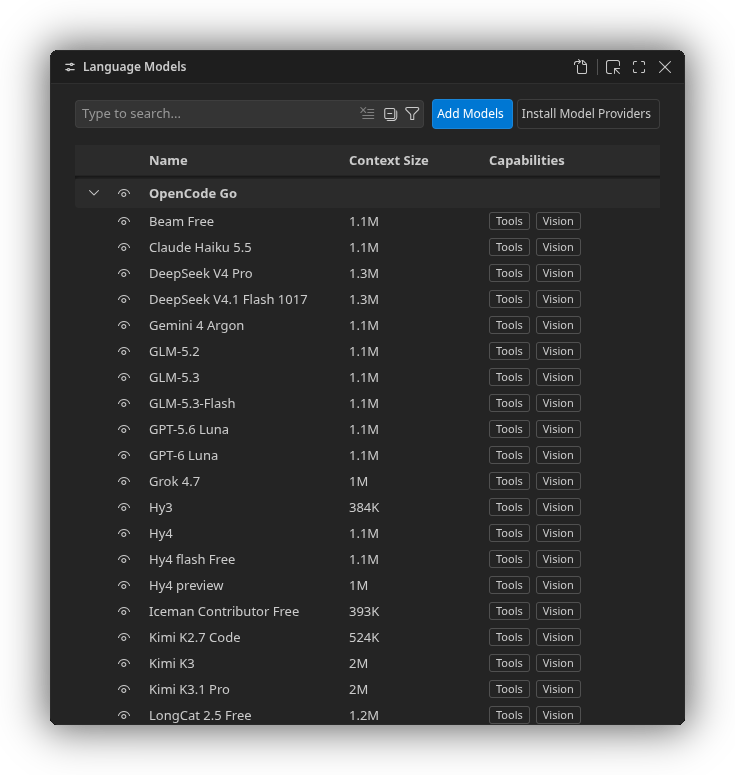 Language Models
Type to search...
Add Models
Install Model Providers
Name Context Size Capabilities
OpenCode Go
Beam Free 1.1M Tools Vision
Claude Haiku 5.5 1.1M Tools Vision
DeepSeek V4 Pro 1.3M Tools Vision
DeepSeek V4.1 Flash 1017 1.3M Tools Vision
Gemini 4 Argon 1.1M Tools Vision
GLM-5.2 1.1M Tools Vision
GLM-5.3 1.1M Tools Vision
GLM-5.3-Flash 1.1M Tools Vision
GPT-5.6 Luna 1.1M Tools Vision
GPT-6 Luna 1.1M Tools Vision
Grok 4.7 1M Tools Vision
Hy3 384K Tools Vision
Hy4 1.1M Tools Vision
Hy4 flash Free 1.1M Tools Vision
Hy4 preview 1M Tools Vision
Iceman Contributor Free 393K Tools Vision
Kimi K2.7 Code 524K Tools Vision
Kimi K3 2M Tools Vision
Kimi K3.1 Pro 2M Tools Vision
LongCat 2.5 Free 1.2M Tools Vision